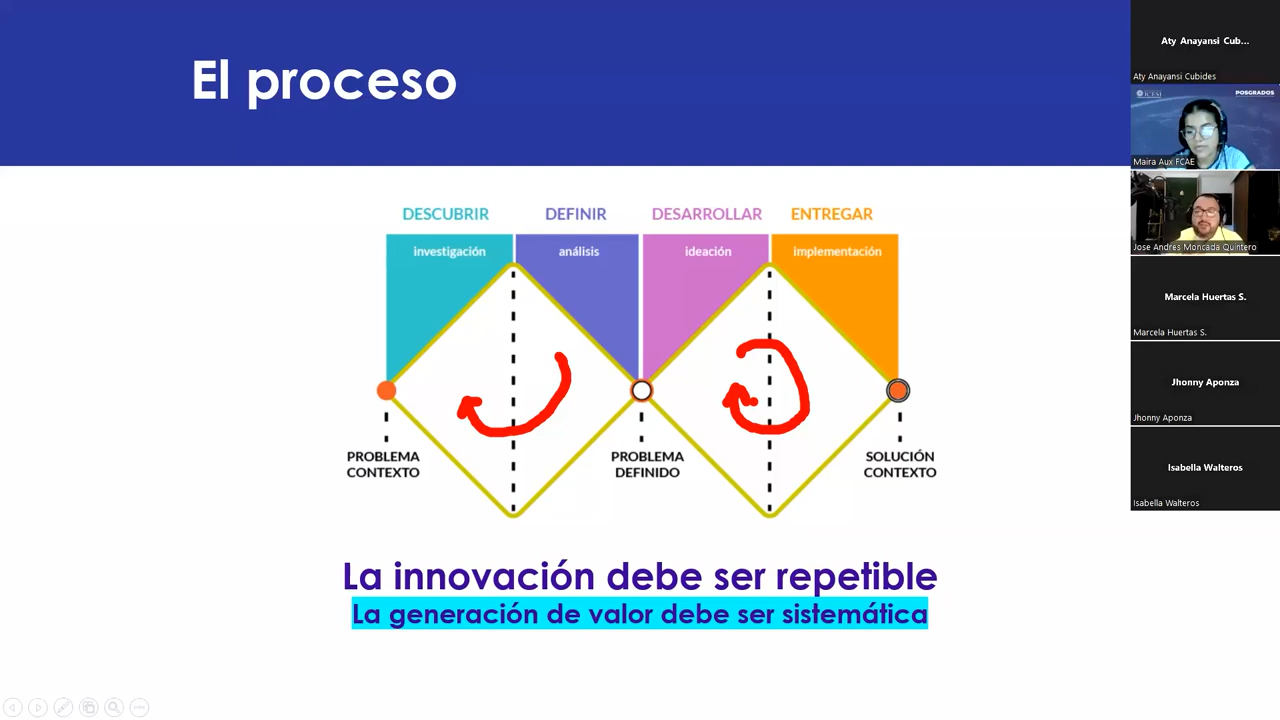 El proceso
DESCUBRIR DEFINIR DESARROLLAR ENTREGAR
investigación análisis ideación implementación
PROBLEMA CONTEXTO
PROBLEMA DEFINIDO
SOLUCIÓN CONTEXTO
La innovación debe ser repetible
La generación de valor debe ser sistemática
Aty Anayansi Cub...
Aty Anayansi Cubides
ICESI
POSGRADOS
Maira Aux FCAE
Jose Andres Moncada Quintero
Marcela Huertas S.
Marcela Huertas S.
Jhonny Aponza
Jhonny Aponza
Isabella Walteros
Isabella Walteros